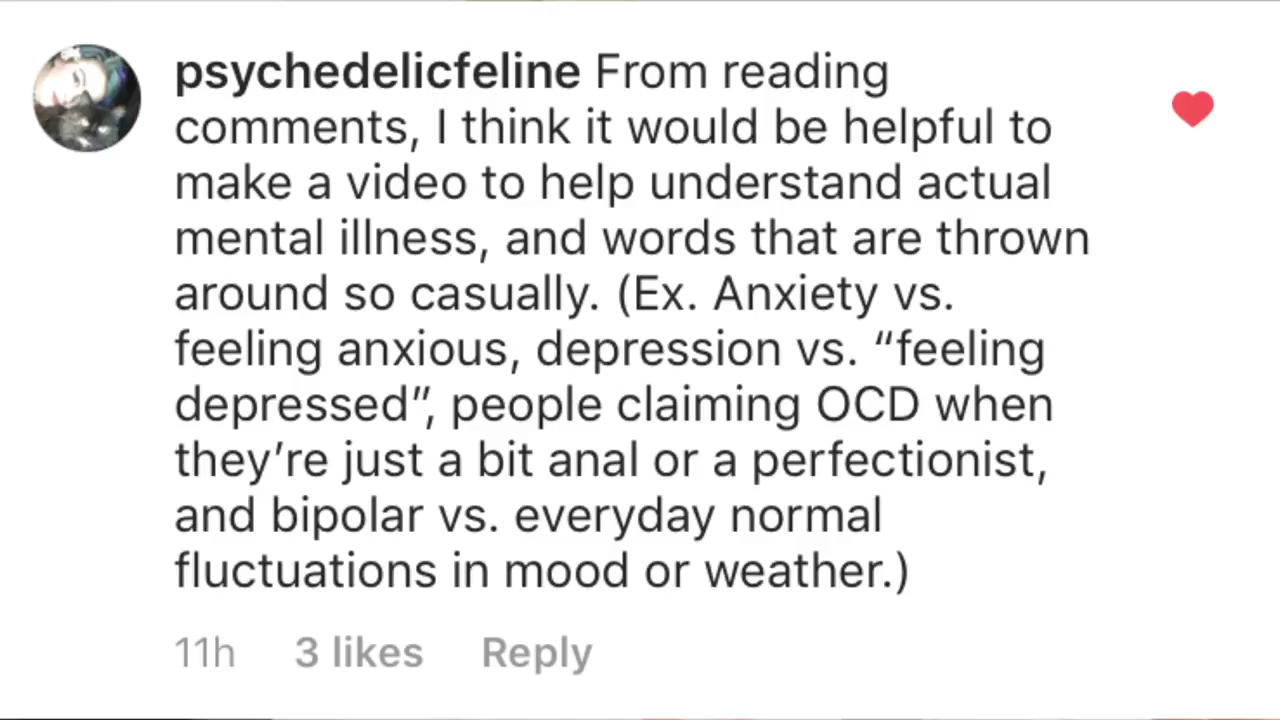 psychedelicfeline From reading
comments, I think it would be helpful to
make a video to help understand actual
mental illness, and words that are thrown
around so casually. (Ex. Anxiety vs.
feeling anxious, depression vs. “feeling
depressed”, people claiming OCD when
they’re just a bit anal or a perfectionist,
and bipolar vs. everyday normal
fluctuations in mood or weather.)
11h 3 likes Reply